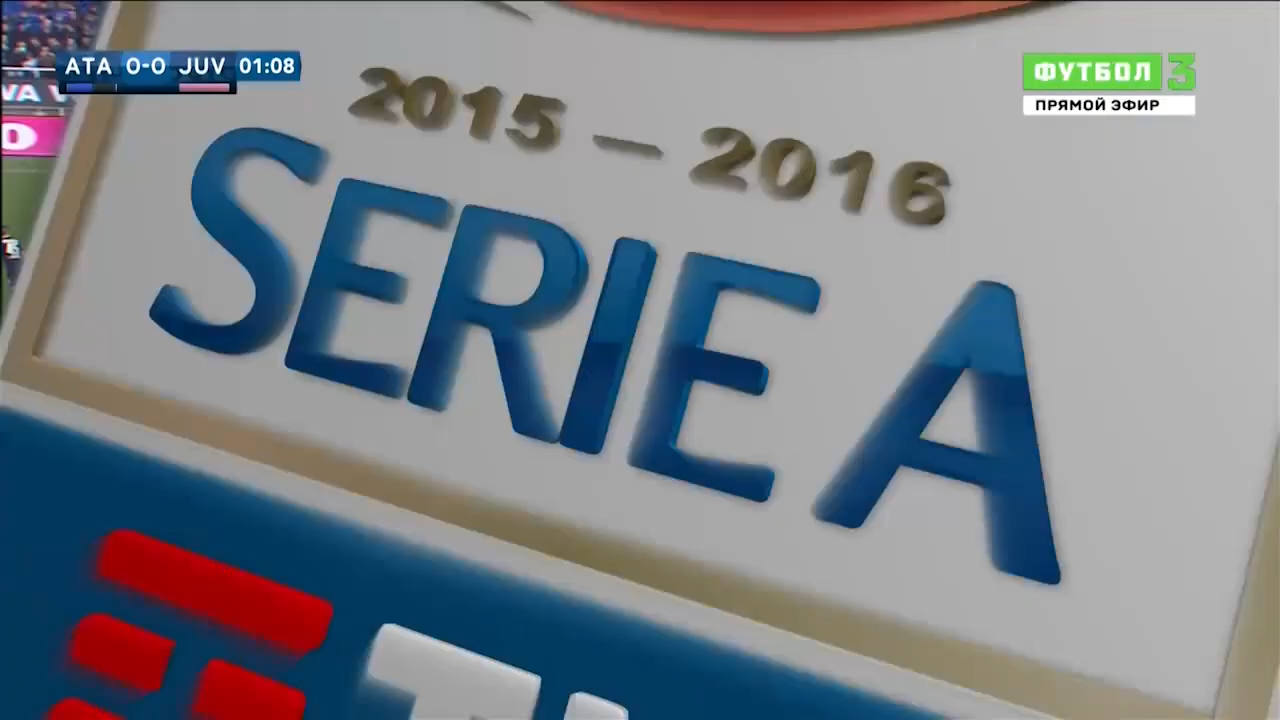 ATA 0-0 JUV 01:08
ФУТБОЛ 3
ПРЯМОЙ ЭФИР
2015 — 2016
SERIE A